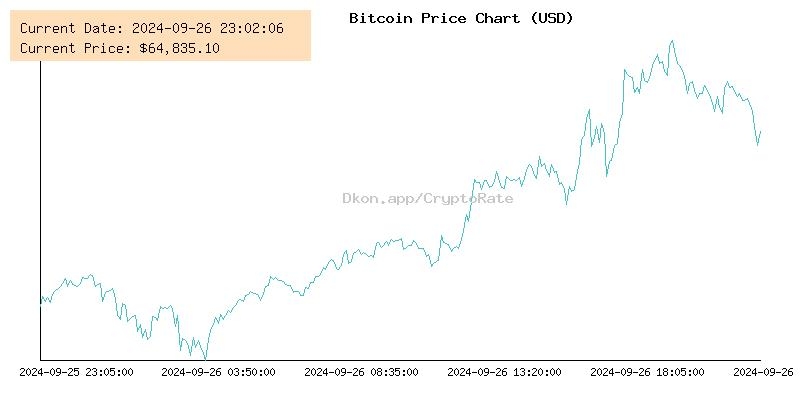 Bitcoin Price Chart (USD)
Current Date: 2024-09-26 23:02:06
Current Price: $64,835.10
Dkon.app/CryptoRate
2024-09-25 23:05:00 2024-09-26 03:50:00 2024-09-26 08:35:00 2024-09-26 13:20:00 2024-09-26 18:05:00 2024-09-26